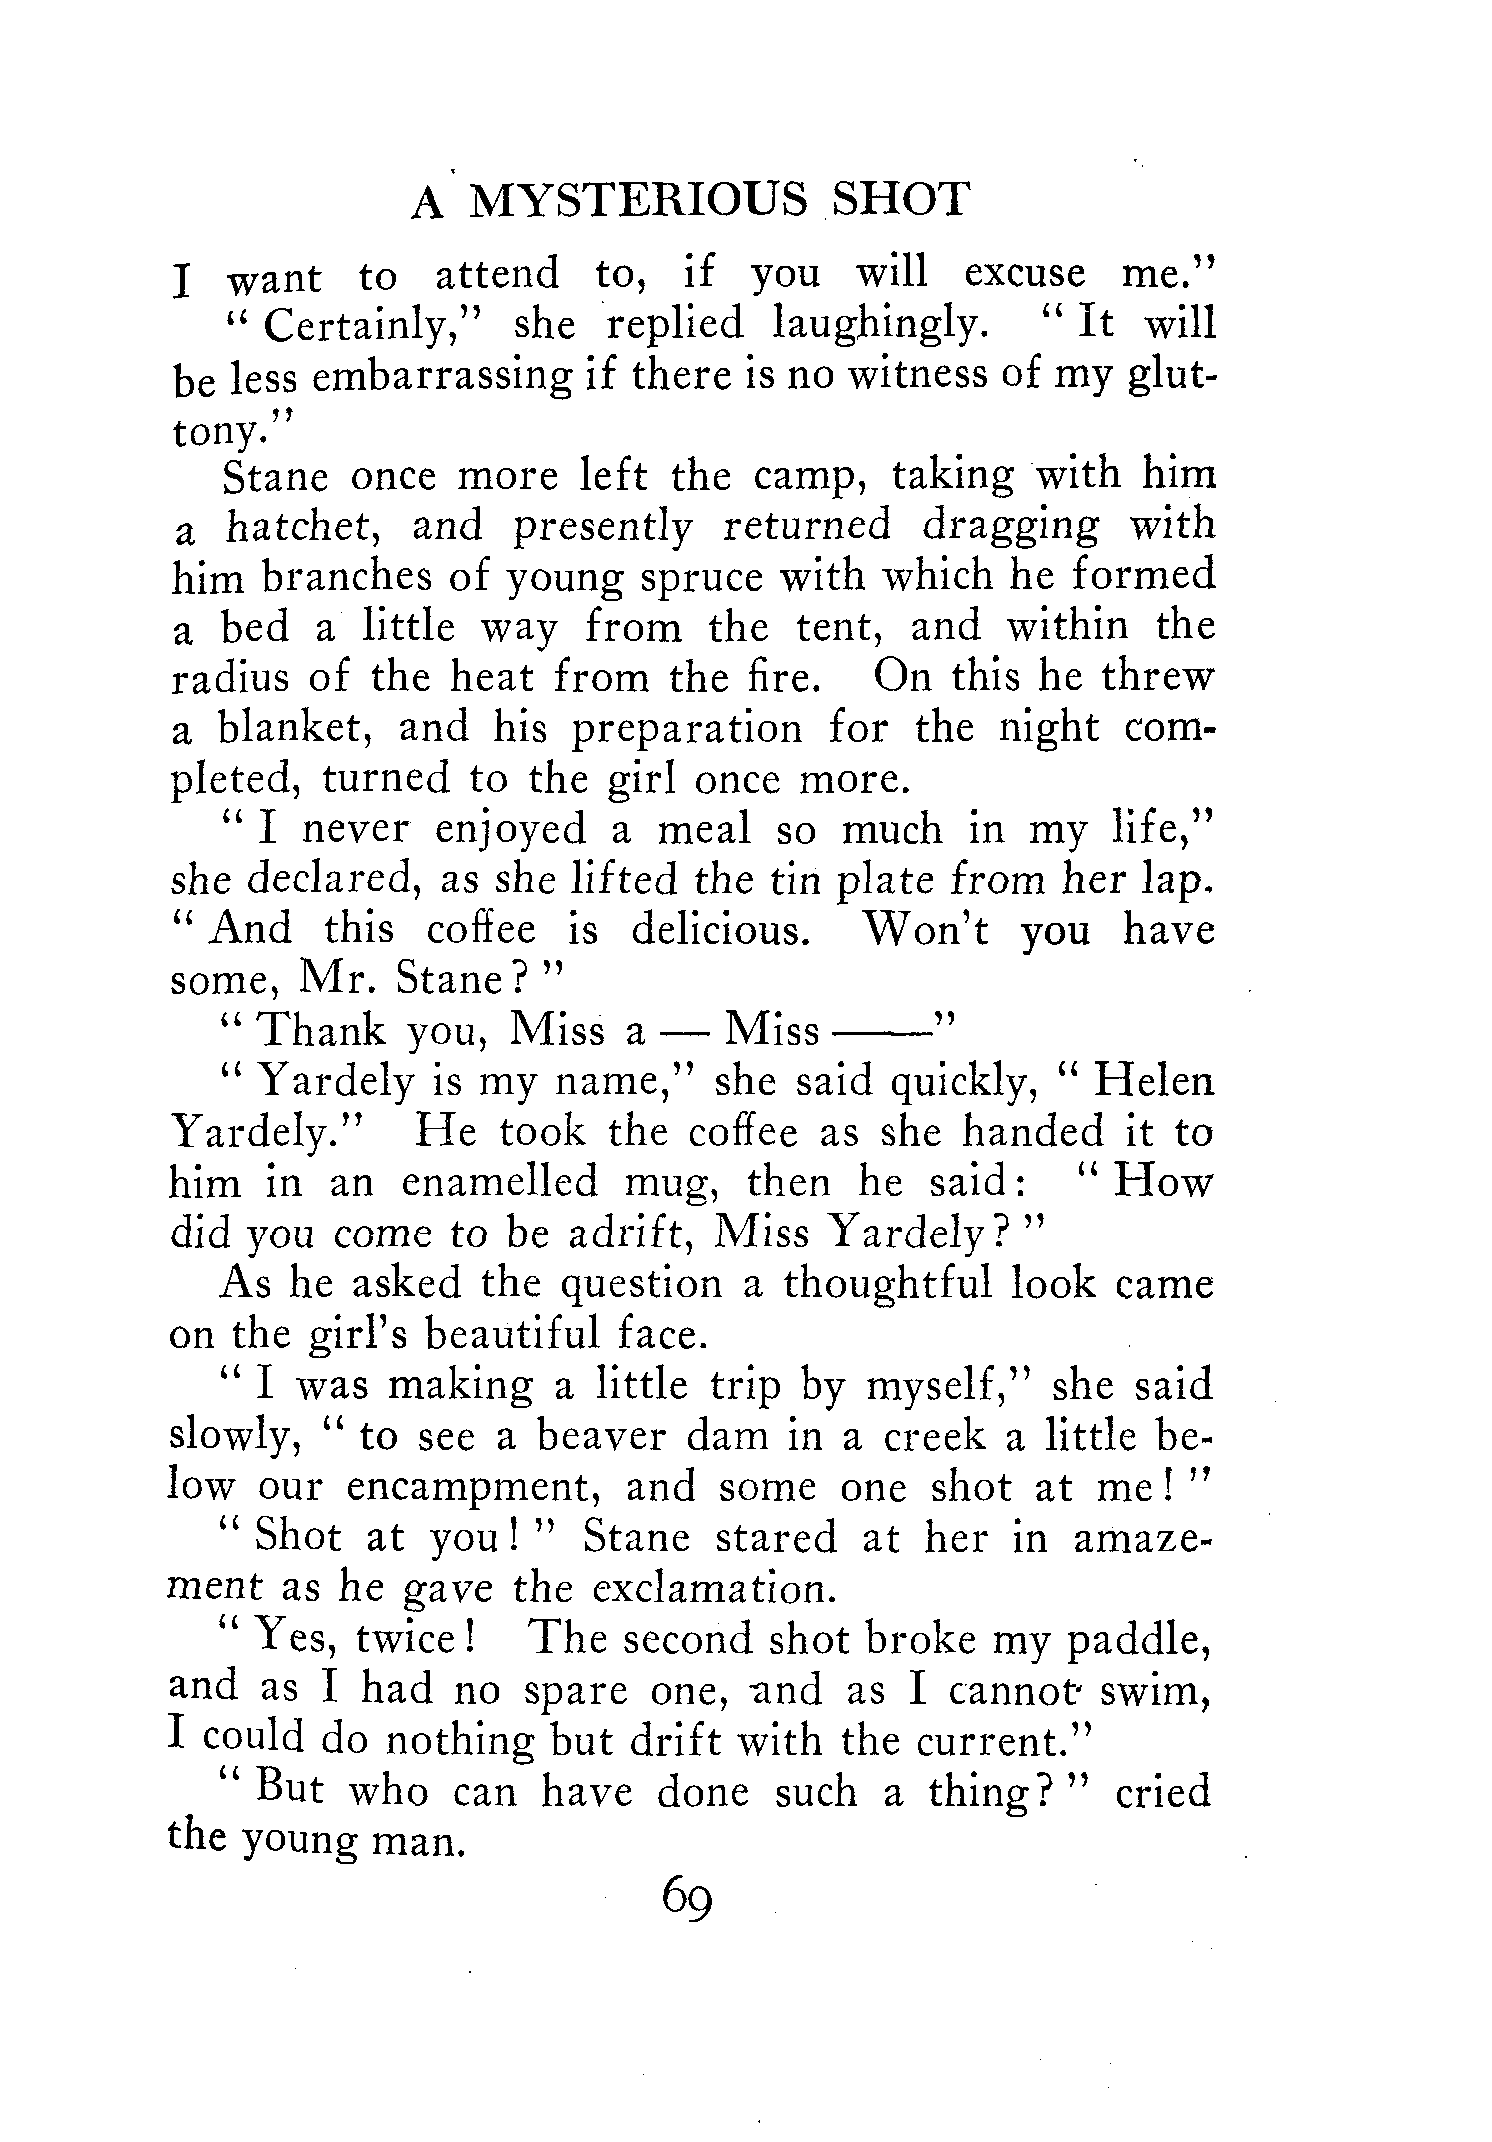 A MYSTERIOUS SHOT
I want to attend to, if you will excuse me."
" Certainly," she replied laughingly. " It will
be less embarrassing if there is no witness of my glut-
tony."
Stane once more left the camp, taking with him
a hatchet, and presently returned dragging with
him branches of young spruce with which he formed
a bed a little way from the tent, and within the
radius of the heat from the fire. On this he threw
a blanket, and his preparation for the night com-
pleted, turned to the girl once more.
" I never enjoyed a meal so much in my life,"
she declared, as she lifted the tin plate from her lap.
" And this coffee is delicious. Won't you have
some, Mr. Stane? "
" Thank you, Miss a — Miss ——"
" Yardely is my name," she said quickly, " Helen
Yardely." He took the coffee as she handed it to
him in an enamelled mug, then he said: " How
did you come to be adrift, Miss Yardely? "
As he asked the question a thoughtful look came
on the girl's beautiful face.
" I was making a little trip by myself," she said
slowly, " to see a beaver dam in a creek a little be-
low our encampment, and some one shot at me! "
" Shot at you! " Stane stared at her in amaze-
ment as he gave the exclamation.
" Yes, twice! The second shot broke my paddle,
and as I had no spare one, and as I cannot swim,
I could do nothing but drift with the current."
" But who can have done such a thing? " cried
the young man.
69